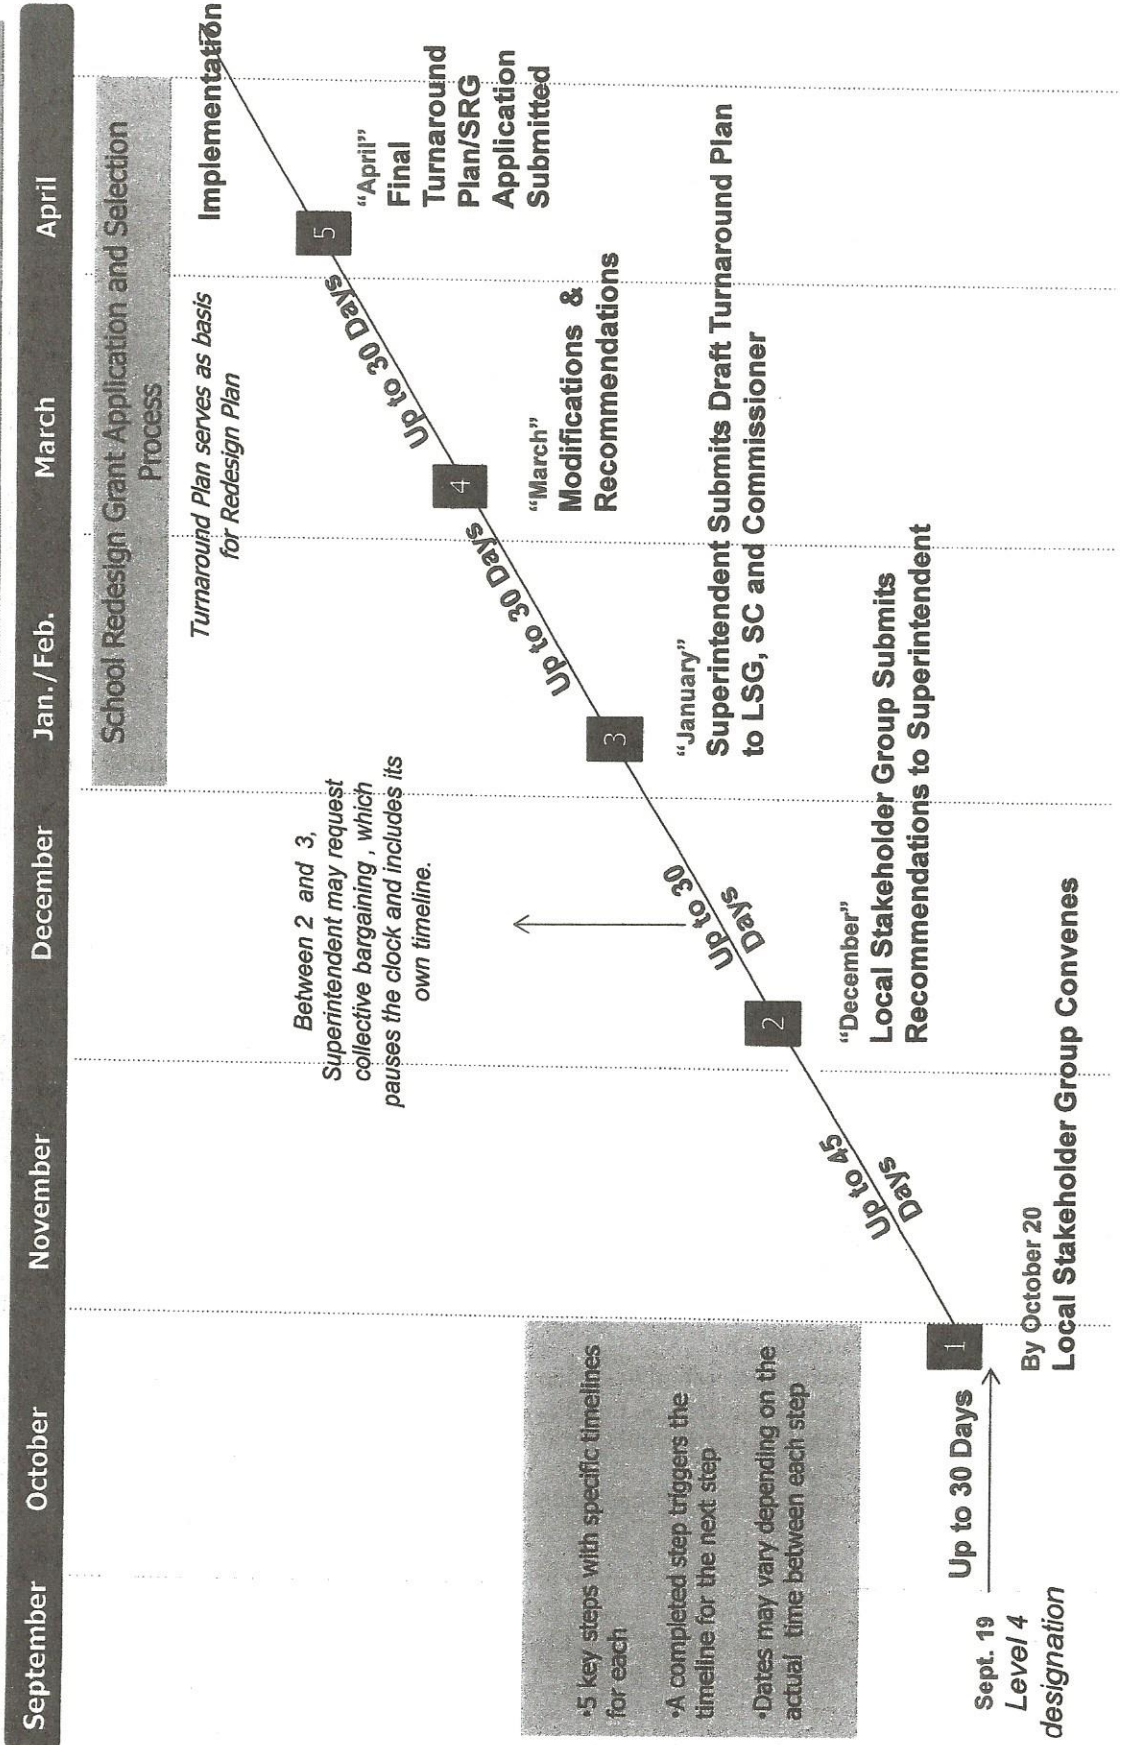 September
October
November
December
Jan./Feb.
March
April
School Redesign Grant Application and Selection
Process
Turnaround Plan serves as basis
for Redesign Plan
Implementation
Between 2 and 3,
Superintendent may request
collective bargaining , which
pauses the clock and includes its
own timeline.
•5 key steps with specific timelines
for each
•A completed step triggers the
timeline for the next step
•Dates may vary depending on the
actual time between each step
Sept. 19
Level 4
designation
Up to 30 Days
1
By October 20
Local Stakeholder Group Convenes
Up to 45
Days
2
"December"
Local Stakeholder Group Submits
Recommendations to Superintendent
Up to 30
Days
3
"January"
Superintendent Submits Draft Turnaround Plan
to LSG, SC and Commissioner
Up to 30 Days
4
"March"
Modifications &
Recommendations
Up to 30 Days
5
"April"
Final
Turnaround
Plan/SRG
Application
Submitted